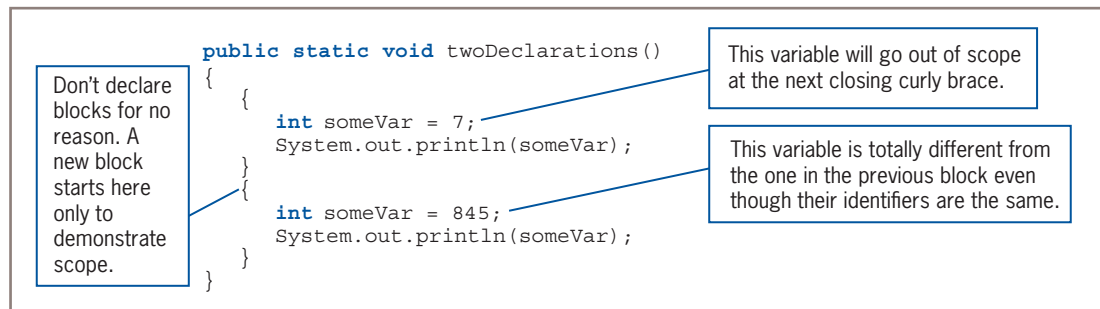 public static void twoDeclarations()
{
{
int someVar = 7;
System.out.println(someVar);
}
{
int someVar = 845;
System.out.println(someVar);
}
}
Don't declare
blocks for no
reason. A
new block
starts here
only to
demonstrate
scope.
This variable will go out of scope
at the next closing curly brace.
This variable is totally different from
the one in the previous block even
though their identifiers are the same.